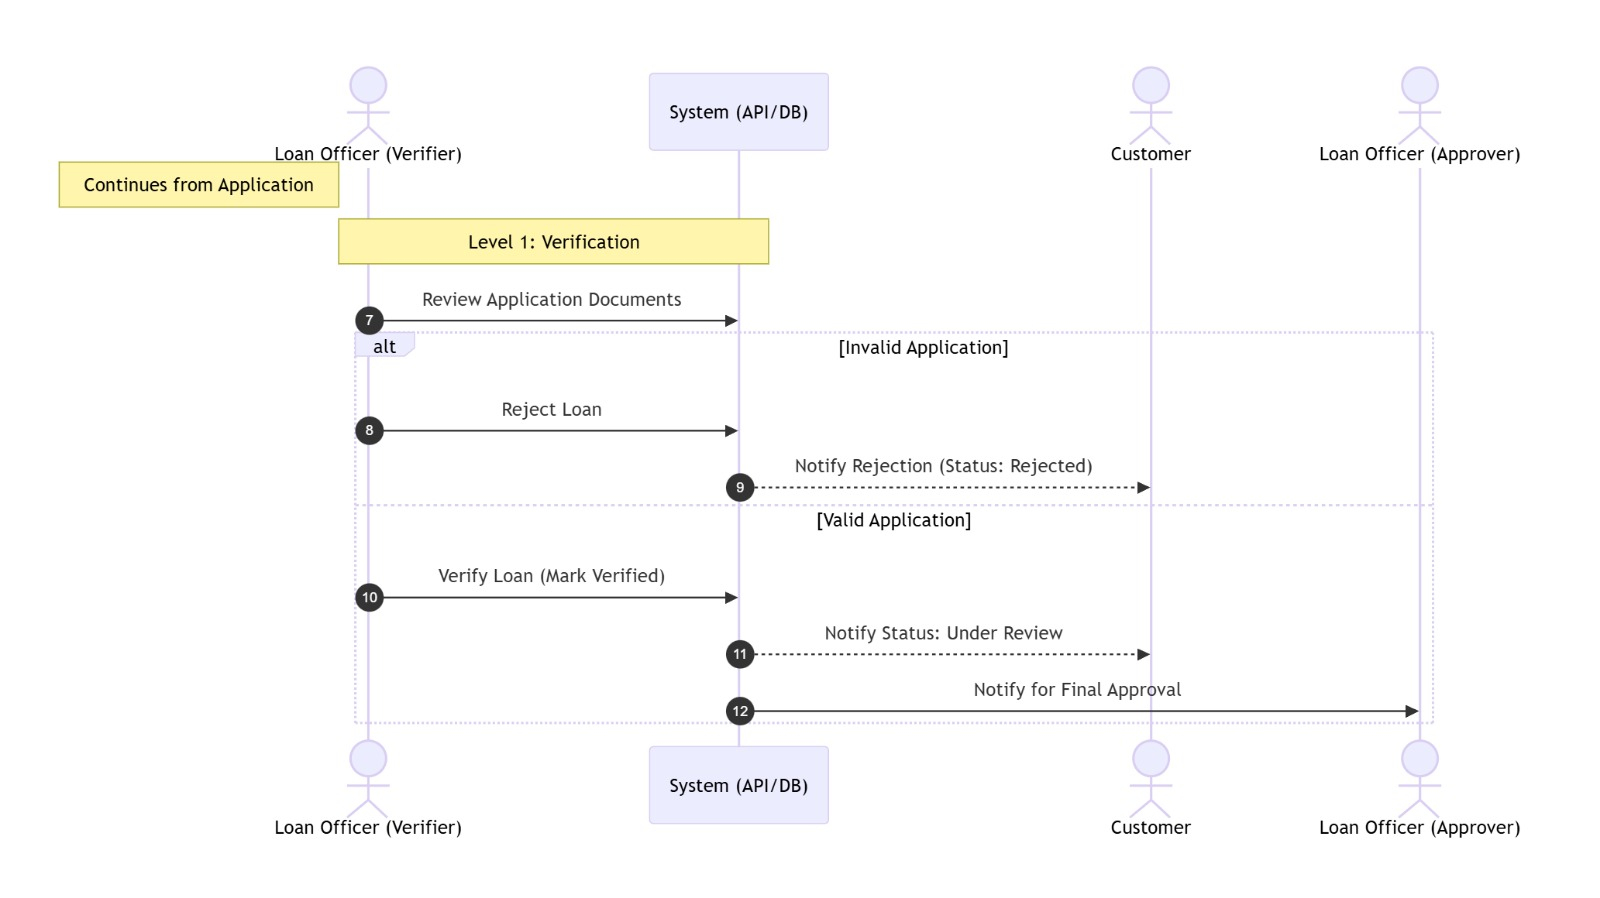 System (API/DB)
Loan Officer (Verifier)
Customer
Loan Officer (Approver)
Continues from Application
Level 1: Verification
Review Application Documents
7
alt
[Invalid Application]
Reject Loan
8
Notify Rejection (Status: Rejected)
9
[Valid Application]
Verify Loan (Mark Verified)
10
Notify Status: Under Review
11
Notify for Final Approval
12
System (API/DB)
Loan Officer (Verifier)
Customer
Loan Officer (Approver)